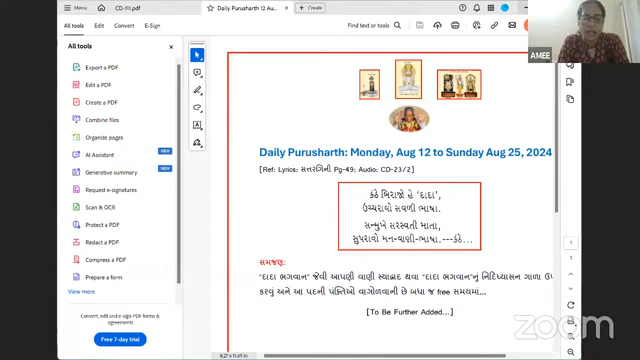 Menu
CD-111.pdf
Daily Purusharth 12 Au...
Create
All tools
Edit
Convert
E-Sign
Find text or tools
AMEE
All tools
Export a PDF
Edit a PDF
Create a PDF
Combine files
Organize pages
AI Assistant
NEW
Generative summary
NEW
Request e-signatures
Scan & OCR
Protect a PDF
Redact a PDF
Compress a PDF
Prepare a form
View more
Convert, edit and e-sign PDF forms & agreements
Free 7-day trial
Daily Purusharth: Monday, Aug 12 to Sunday Aug 25, 2024
[Ref: Lyrics: સત્તરંગિની Pg-49; Audio: CD-23/2]
કંઠે બિરાજો હે 'દાદા',
ઉચ્ચરાવો સવળી ભાષા.
સન્મુખે સરસ્વતી માતા,
સુધરાવો મન-વાણી-ભાષા.---કંઠે...
સમજણ:
"દાદા ભગવાન" જેવી આપણી વાણી સ્યાદ્વાદ થવા "દાદા ભગવાન"નું નિદિધ્યાસન ગાળા ઉપ
કરવું અને આ પદની પંક્તિઓ વાગોળવાની છે બધા જ free સમયમાં...
[To Be Further Added...]
8.27 x 11.69 in
1
1
zoom